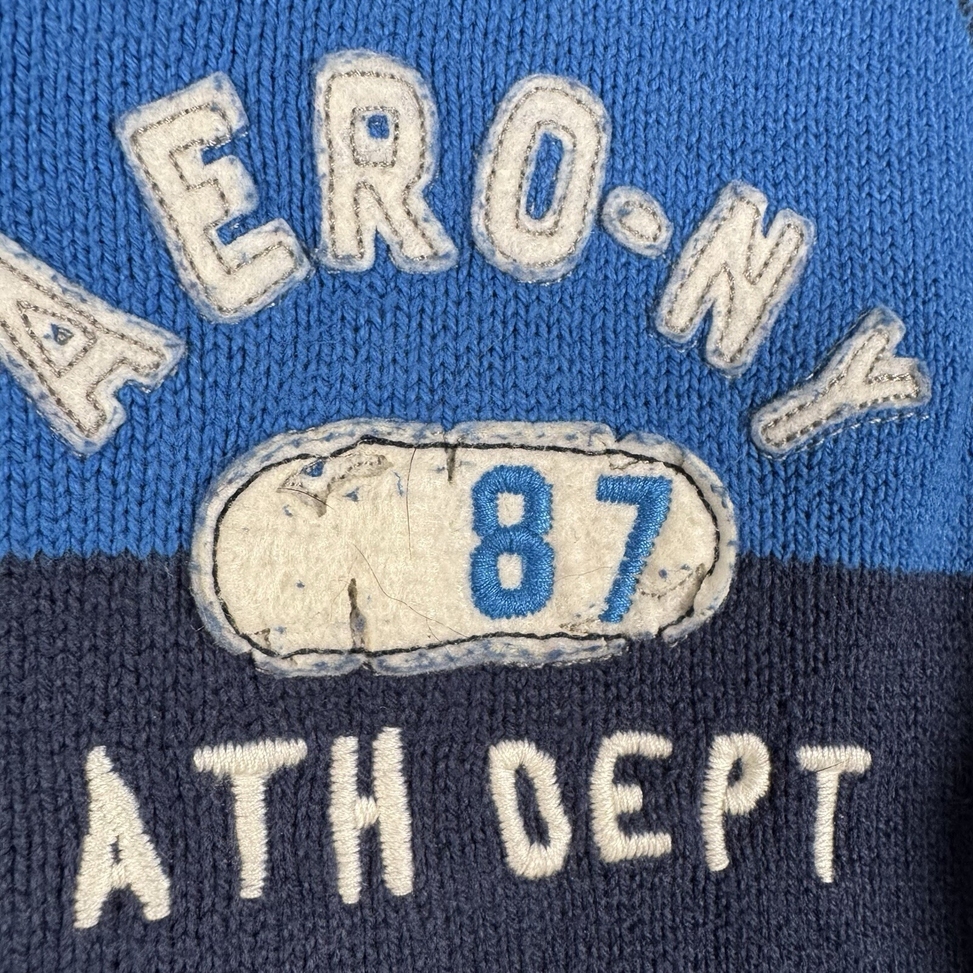 AERO-NY
87
ATH DEPT